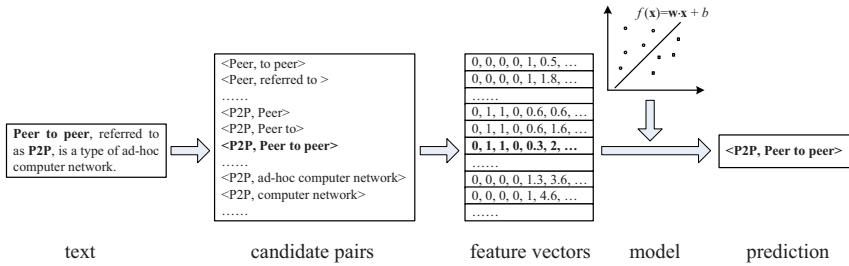 Peer to peer, referred to
as P2P, is a type of ad-hoc
computer network.
text
<Peer, to peer>
<Peer, referred to >
......
<P2P, Peer>
<P2P, Peer to>
<P2P, Peer to peer>
......
<P2P, ad-hoc computer network>
<P2P, computer network>
......
candidate pairs
0, 0, 0, 0, 1, 0.5, ...
0, 0, 0, 0, 1, 1.8, ...
......
0, 1, 1, 0, 0.6, 0.6, ...
0, 1, 1, 0, 0.6, 1.6, ...
0, 1, 1, 0, 0.3, 2, ...
......
0, 0, 0, 0, 1.3, 3.6, ...
0, 0, 0, 0, 1, 4.6, ...
......
feature vectors
f (x)=w·x + b
model
<P2P, Peer to peer>
prediction